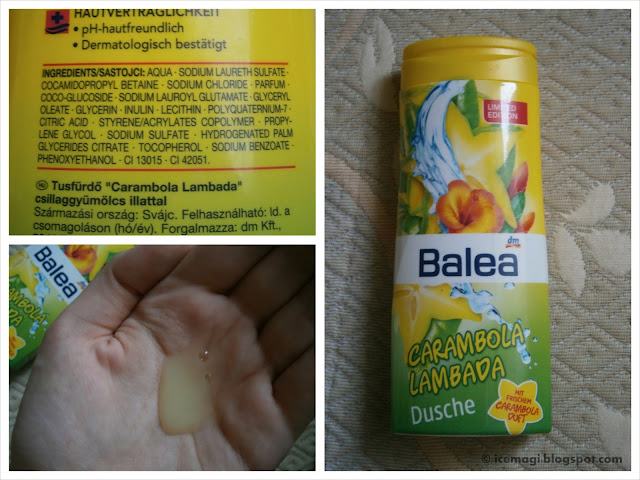 HAUTVERTRÄGLICHKEIT
• pH-hautfreundlich
• Dermatologisch bestätigt
INGREDIENTS/SASTOJCI: AQUA · SODIUM LAURETH SULFATE ·
COCAMIDOPROPYL BETAINE · SODIUM CHLORIDE · PARFUM ·
COCO-GLUCOSIDE · SODIUM LAUROYL GLUTAMATE · GLYCERYL
OLEATE · GLYCERIN · INULIN · LECITHIN · POLYQUATERNIUM-7 ·
CITRIC ACID · STYRENE/ACRYLATES COPOLYMER · PROPY-
LENE GLYCOL · SODIUM SULFATE · HYDROGENATED PALM
GLYCERIDES CITRATE · TOCOPHEROL · SODIUM BENZOATE ·
PHENOXYETHANOL · CI 13015 · CI 42051.
HU Tusfürdő "Carambola Lambada"
csillaggyümölcs illattal
Származási ország: Svájc. Felhasználható: ld. a
csomagoláson (hó/év). Forgalmazza: dm Kft.,
Balea
CARAMBOLA
LAMBADA
LIMITED
EDITION
dm
Balea
CARAMBOLA
LAMBADA
Dusche
MIT
FRISCHEM
CARAMBOLA
DUFT
© icemagi.blogspot.com